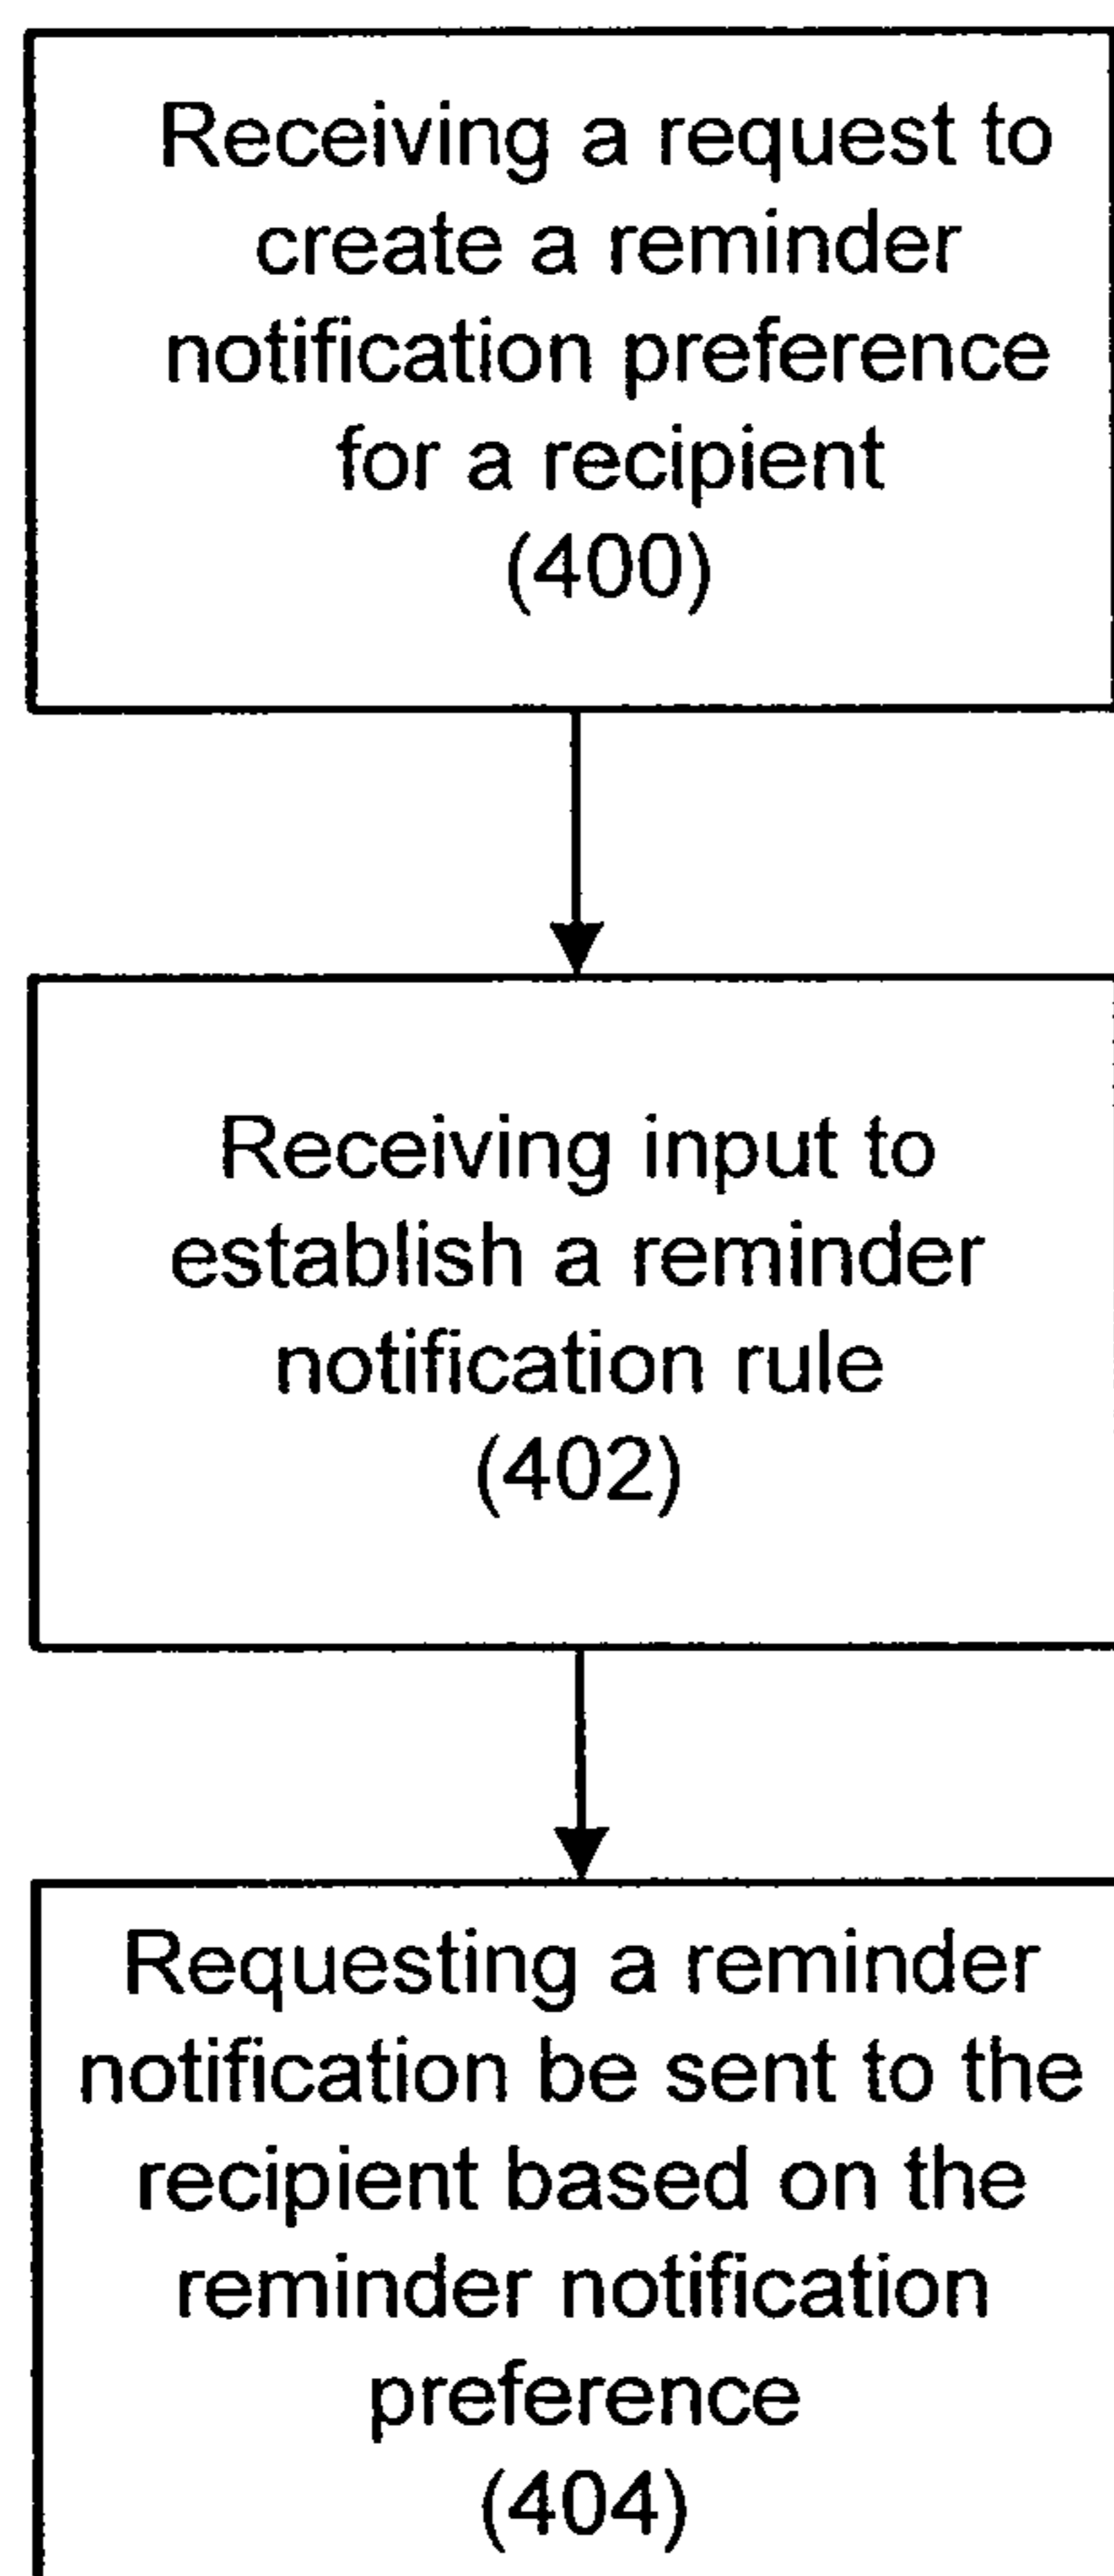 Receiving a request to
create a reminder
notification preference
for a recipient
(400)
Receiving input to
establish a reminder
notification rule
(402)
Requesting a reminder
notification be sent to the
recipient based on the
reminder notification
preference
(404)